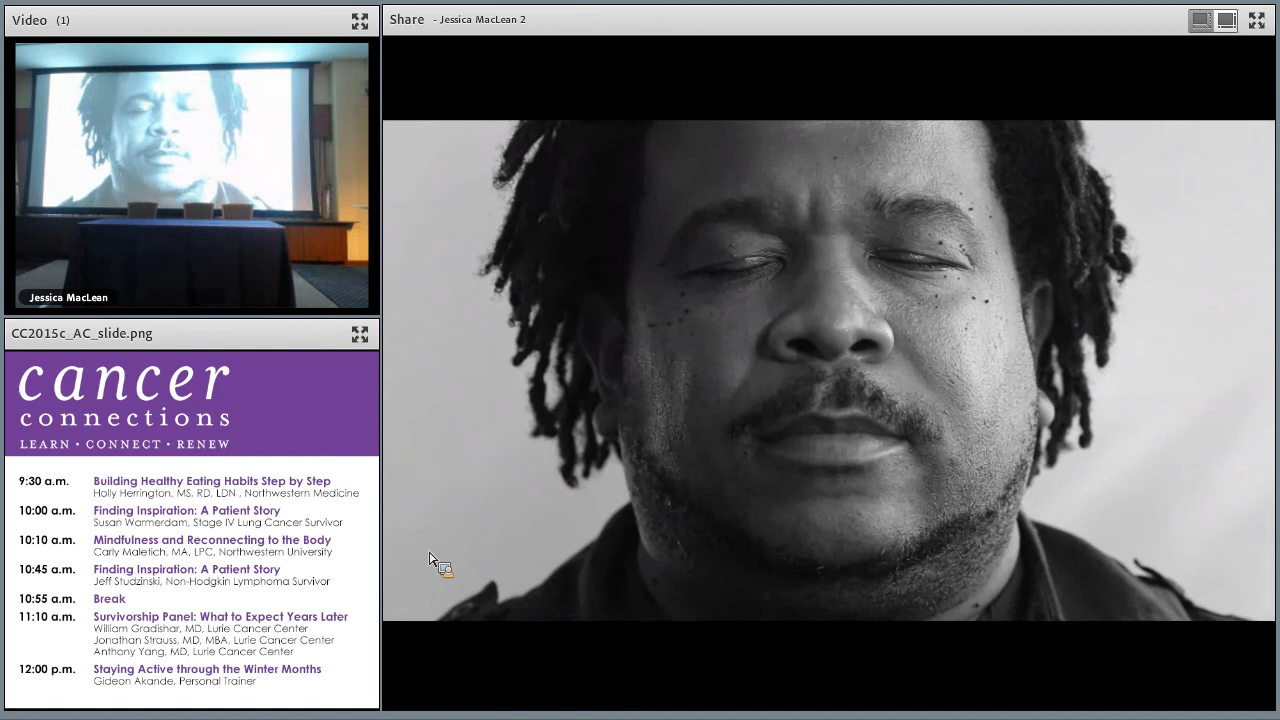 Video (1)
Jessica MacLean
Share - Jessica MacLean 2
CC2015c_AC_slide.png
cancer
connections
LEARN • CONNECT • RENEW
9:30 a.m. Building Healthy Eating Habits Step by Step
Holly Herrington, MS, RD, LDN , Northwestern Medicine
10:00 a.m. Finding Inspiration: A Patient Story
Susan Warmerdam, Stage IV Lung Cancer Survivor
10:10 a.m. Mindfulness and Reconnecting to the Body
Carly Maletich, MA, LPC, Northwestern University
10:45 a.m. Finding Inspiration: A Patient Story
Jeff Studzinski, Non-Hodgkin Lymphoma Survivor
10:55 a.m. Break
11:10 a.m. Survivorship Panel: What to Expect Years Later
William Gradishar, MD, Lurie Cancer Center
Jonathan Strauss, MD, MBA, Lurie Cancer Center
Anthony Yang, MD, Lurie Cancer Center
12:00 p.m. Staying Active through the Winter Months
Gideon Akande, Personal Trainer